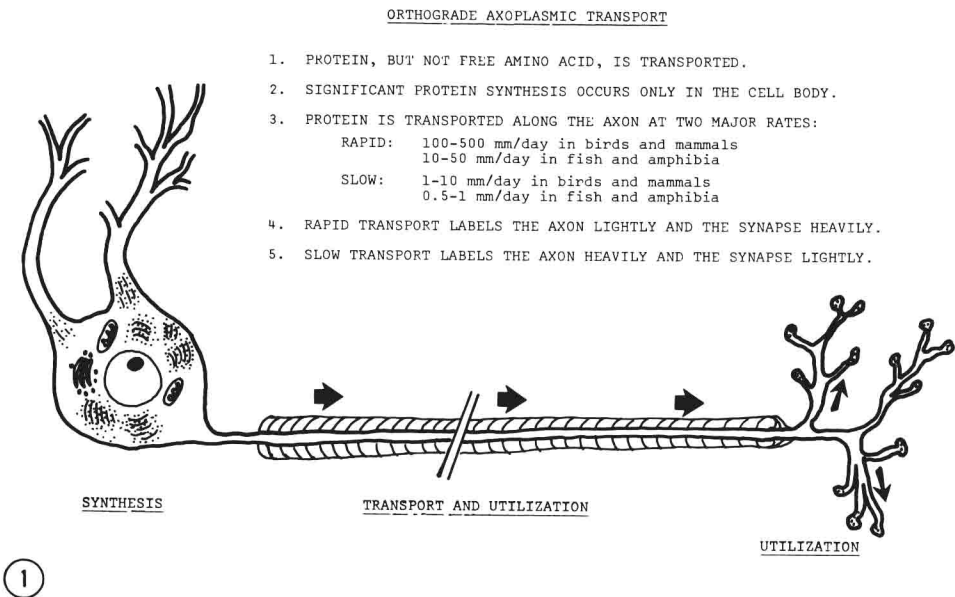 ORTHOGRADE AXOPLASMIC TRANSPORT
1. PROTEIN, BUT NOT FREE AMINO ACID, IS TRANSPORTED.
2. SIGNIFICANT PROTEIN SYNTHESIS OCCURS ONLY IN THE CELL BODY.
3. PROTEIN IS TRANSPORTED ALONG THE AXON AT TWO MAJOR RATES:
RAPID: 100-500 mm/day in birds and mammals
10-50 mm/day in fish and amphibia
SLOW: 1-10 mm/day in birds and mammals
0.5-1 mm/day in fish and amphibia
4. RAPID TRANSPORT LABELS THE AXON LIGHTLY AND THE SYNAPSE HEAVILY.
5. SLOW TRANSPORT LABELS THE AXON HEAVILY AND THE SYNAPSE LIGHTLY.
SYNTHESIS
TRANSPORT AND UTILIZATION
UTILIZATION
1